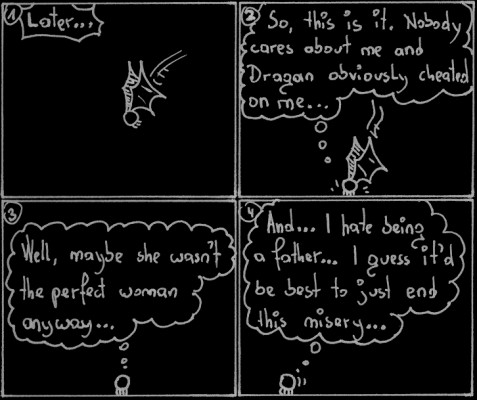 1
Later...
2
So, this is it. Nobody
cares about me and
Dragan obviously cheated
on me...
3
Well, maybe she wasn't
the perfect woman
anyway...
4
And... I hate being
a father... I guess it'd
be best to just end
this misery...